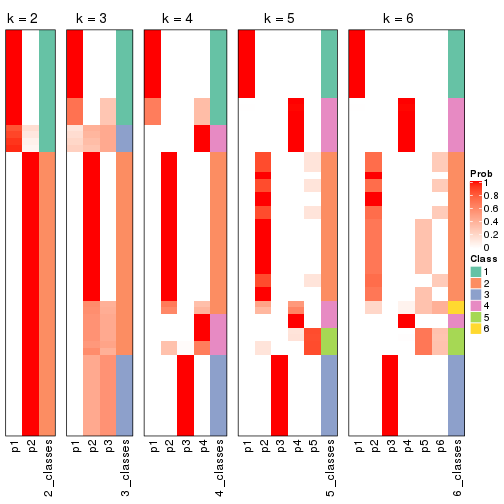 k = 2
k = 3
k = 4
k = 5
k = 6
Prob
1
0.8
0.6
0.4
0.2
0
Class
1
2
3
4
5
6
p1
p2
2_classes
p1
p2
p3
3_classes
p1
p2
p3
p4
4_classes
p1
p2
p3
p4
p5
5_classes
p1
p2
p3
p4
p5
p6
6_classes